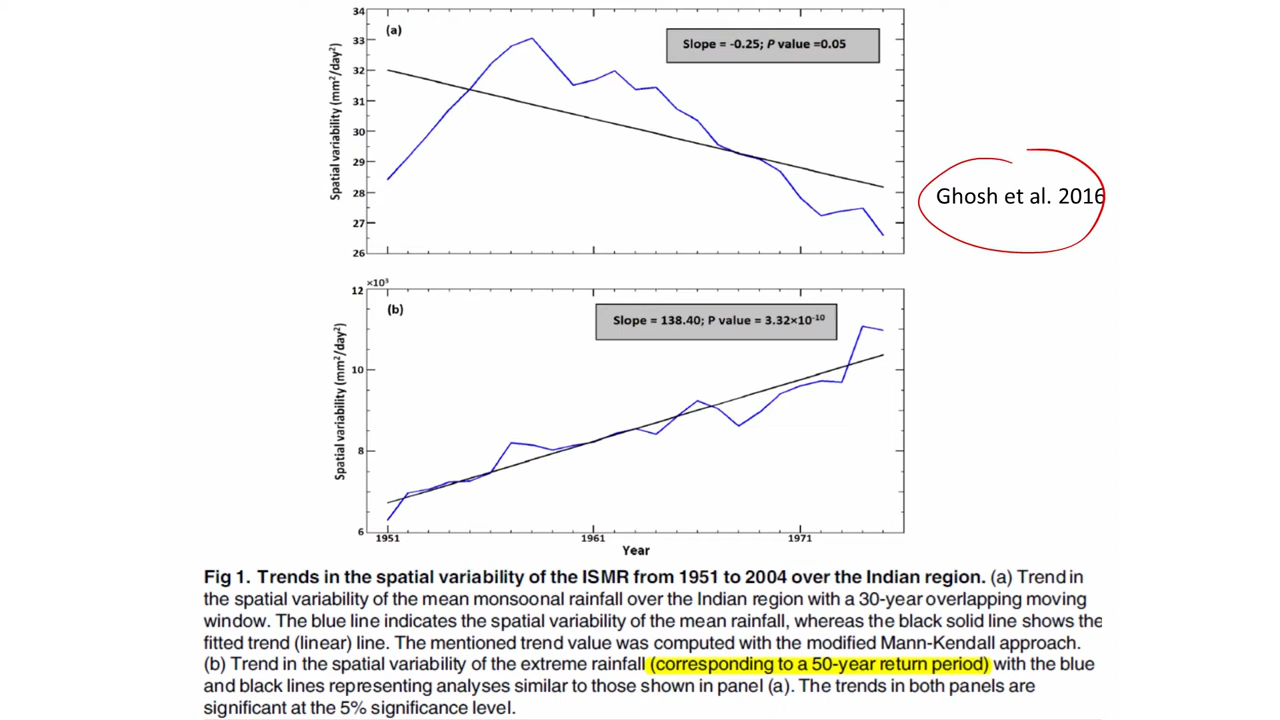 34
(a)
33
Slope = -0.25; P value =0.05
32
31
30
29
28
27
26
Spatial variability (mm²/day²)
Ghosh et al. 2016
×10³
12
(b)
Slope = 138.40; P value = 3.32×10⁻¹⁰
10
8
6
Spatial variability (mm²/day²)
1951 1961 1971
Year
Fig 1. Trends in the spatial variability of the ISMR from 1951 to 2004 over the Indian region. (a) Trend in
the spatial variability of the mean monsoonal rainfall over the Indian region with a 30-year overlapping moving
window. The blue line indicates the spatial variability of the mean rainfall, whereas the black solid line shows the
fitted trend (linear) line. The mentioned trend value was computed with the modified Mann-Kendall approach.
(b) Trend in the spatial variability of the extreme rainfall (corresponding to a 50-year return period) with the blue
and black lines representing analyses similar to those shown in panel (a). The trends in both panels are
significant at the 5% significance level.